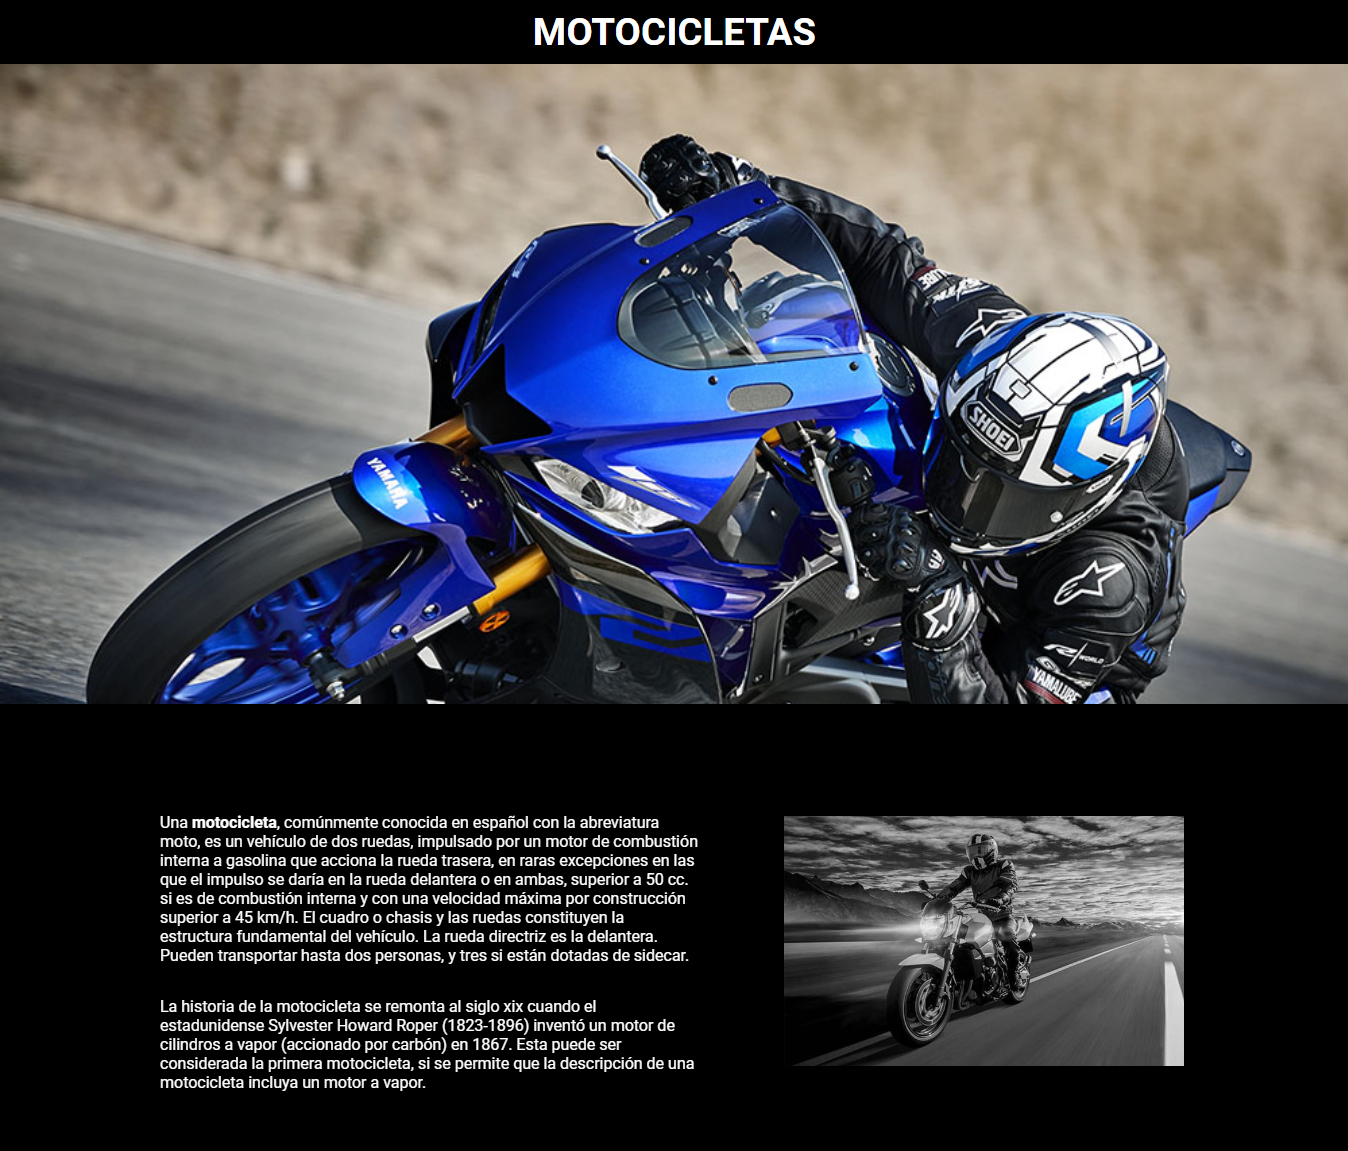 MOTOCICLETAS
YAMAHA
SHOEI
WORLD
YAMALUBE
Una motocicleta, comúnmente conocida en español con la abreviatura
moto, es un vehículo de dos ruedas, impulsado por un motor de combustión
interna a gasolina que acciona la rueda trasera, en raras excepciones en las
que el impulso se daría en la rueda delantera o en ambas, superior a 50 cc.
si es de combustión interna y con una velocidad máxima por construcción
superior a 45 km/h. El cuadro o chasis y las ruedas constituyen la
estructura fundamental del vehículo. La rueda directriz es la delantera.
Pueden transportar hasta dos personas, y tres si están dotadas de sidecar.
La historia de la motocicleta se remonta al siglo xix cuando el
estadunidense Sylvester Howard Roper (1823-1896) inventó un motor de
cilindros a vapor (accionado por carbón) en 1867. Esta puede ser
considerada la primera motocicleta, si se permite que la descripción de una
motocicleta incluya un motor a vapor.